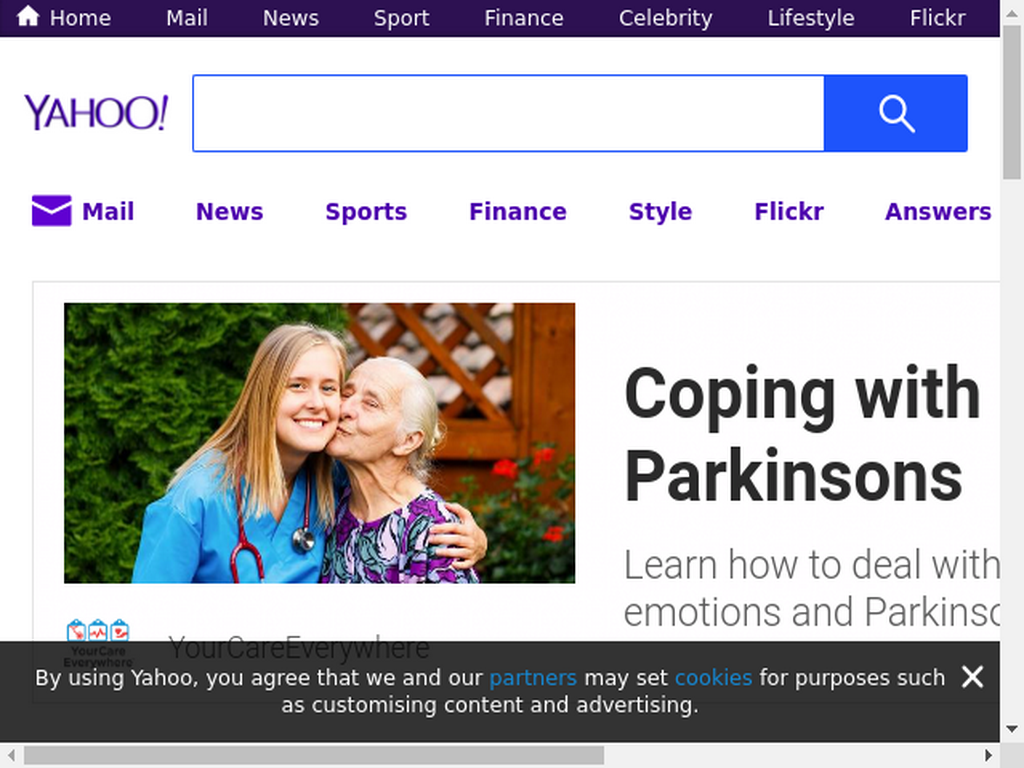 Home Mail News Sport Finance Celebrity Lifestyle Flickr
YAHOO!
Mail News Sports Finance Style Flickr Answers
Coping with
Parkinsons
Learn how to deal with
emotions and Parkinso
YourCare
Everywhere
YourCareEverywhere
By using Yahoo, you agree that we and our partners may set cookies for purposes such
as customising content and advertising.